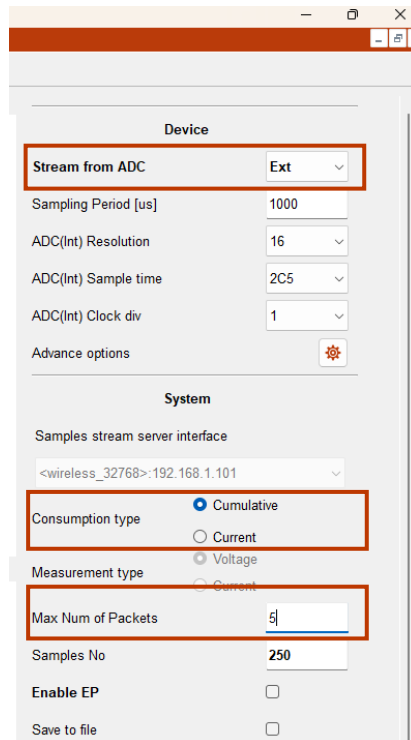 Device
Stream from ADC Ext
Sampling Period [us] 1000
ADC(Int) Resolution 16
ADC(Int) Sample time 2C5
ADC(Int) Clock div 1
Advance options
System
Samples stream server interface
<wireless_32768>:192.168.1.101
Consumption type Cumulative
Current
Measurement type Voltage
Current
Max Num of Packets 5
Samples No 250
Enable EP
Save to file